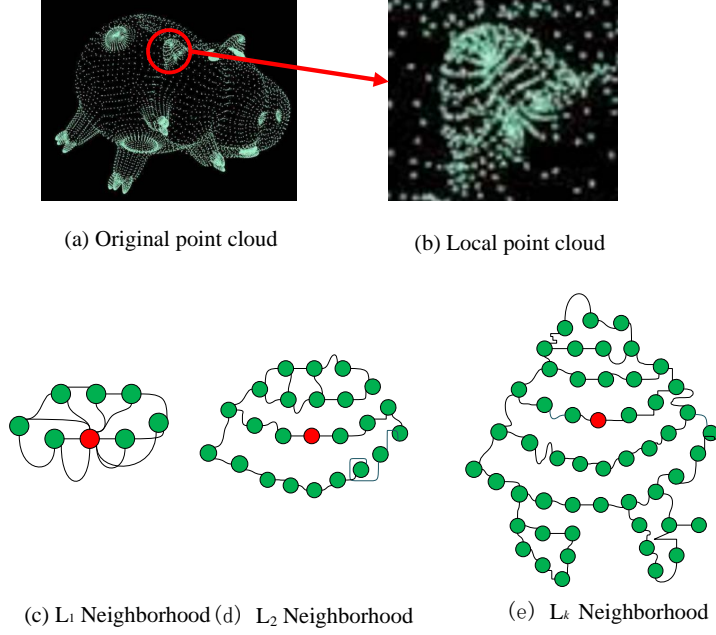 (a) Original point cloud
(b) Local point cloud
(c) L1 Neighborhood
(d) L2 Neighborhood
(e) Lk Neighborhood